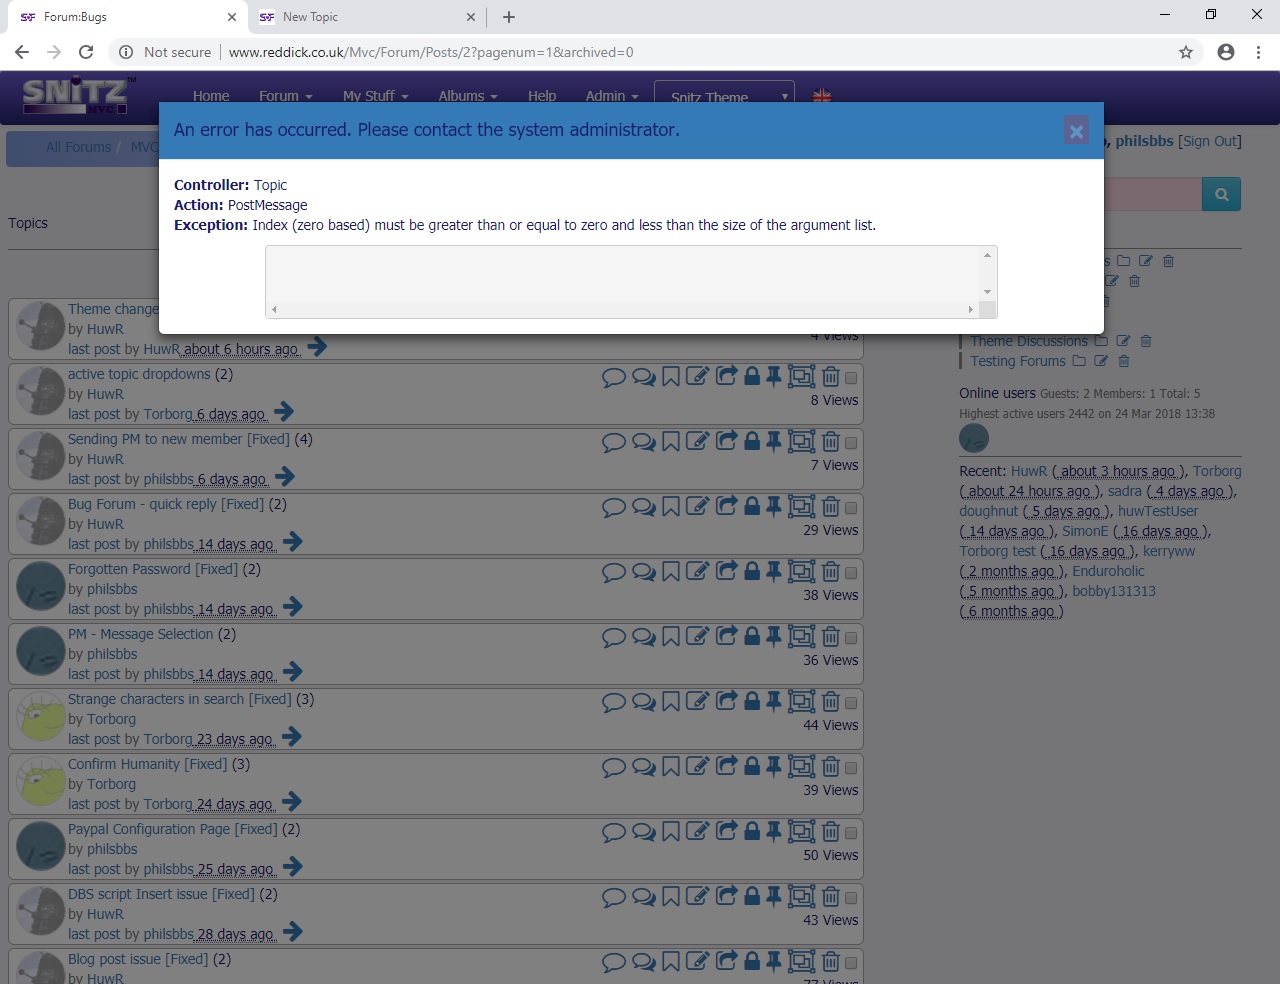 Forum:Bugs
New Topic
Not secure
www.reddick.co.uk/Mvc/Forum/Posts/2?pagenum=1&archived=0
SNITZ™
MVC
Home Forum My Stuff Albums Help Admin Snitz Theme
An error has occurred. Please contact the system administrator.
Controller: Topic
Action: PostMessage
Exception: Index (zero based) must be greater than or equal to zero and less than the size of the argument list.
All Forums / MVC
, philsbbs [Sign Out]
Topics
Theme change
by HuwR
last post by HuwR about 6 hours ago
4 Views
active topic dropdowns (2)
by HuwR
last post by Torborg 6 days ago
8 Views
Sending PM to new member [Fixed] (4)
by HuwR
last post by philsbbs 6 days ago
7 Views
Bug Forum - quick reply [Fixed] (2)
by HuwR
last post by philsbbs 14 days ago
29 Views
Forgotten Password [Fixed] (2)
by philsbbs
last post by philsbbs 14 days ago
38 Views
PM - Message Selection (2)
by philsbbs
last post by philsbbs 14 days ago
36 Views
Strange characters in search [Fixed] (3)
by Torborg
last post by Torborg 23 days ago
44 Views
Confirm Humanity [Fixed] (3)
by Torborg
last post by Torborg 24 days ago
39 Views
Paypal Configuration Page [Fixed] (2)
by philsbbs
last post by philsbbs 25 days ago
50 Views
DBS script Insert issue [Fixed] (2)
by HuwR
last post by philsbbs 28 days ago
43 Views
Blog post issue [Fixed] (2)
by HuwR
77 Views
Theme Discussions
Testing Forums
Online users Guests: 2 Members: 1 Total: 5
Highest active users 2442 on 24 Mar 2018 13:38
Recent: HuwR ( about 3 hours ago ), Torborg
( about 24 hours ago ), sadra ( 4 days ago ),
doughnut ( 5 days ago ), huwTestUser
( 14 days ago ), SimonE ( 16 days ago ),
Torborg test ( 16 days ago ), kerryww
( 2 months ago ), Enduroholic
( 5 months ago ), bobby131313
( 6 months ago )